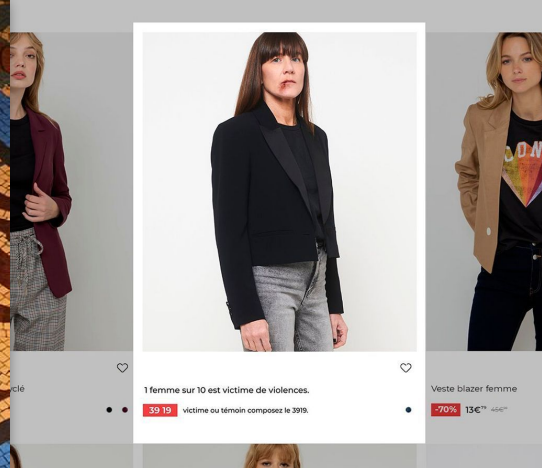 1 femme sur 10 est victime de violences.
39 19 victime ou témoin composez le 3919.
clé
Veste blazer femme
-70% 13€